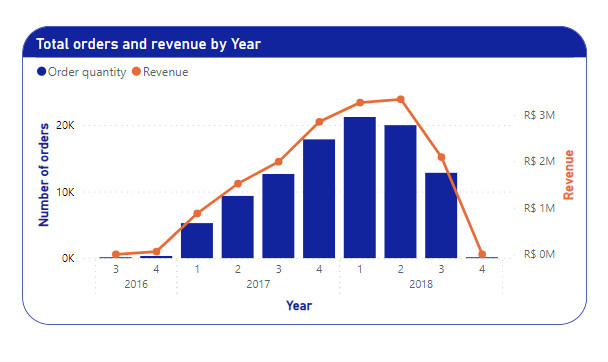 Total orders and revenue by Year
Order quantity Revenue
Number of orders
20K
10K
0K
R$ 3M
R$ 2M
R$ 1M
R$ 0M
Revenue
3 4 1 2 3 4 1 2 3 4
2016 2017 2018
Year